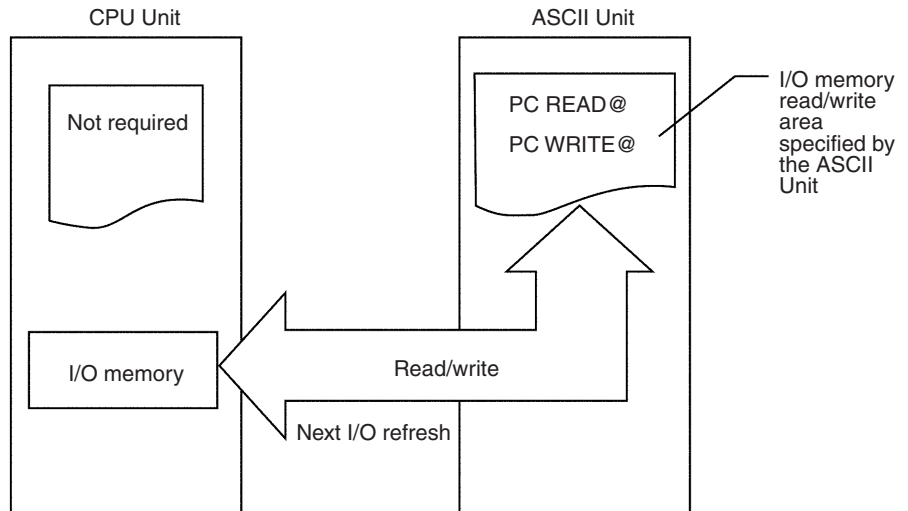 CPU Unit
ASCII Unit
Not required
PC READ@
PC WRITE@
I/O memory
read/write
area
specified by
the ASCII
Unit
I/O memory
Read/write
Next I/O refresh